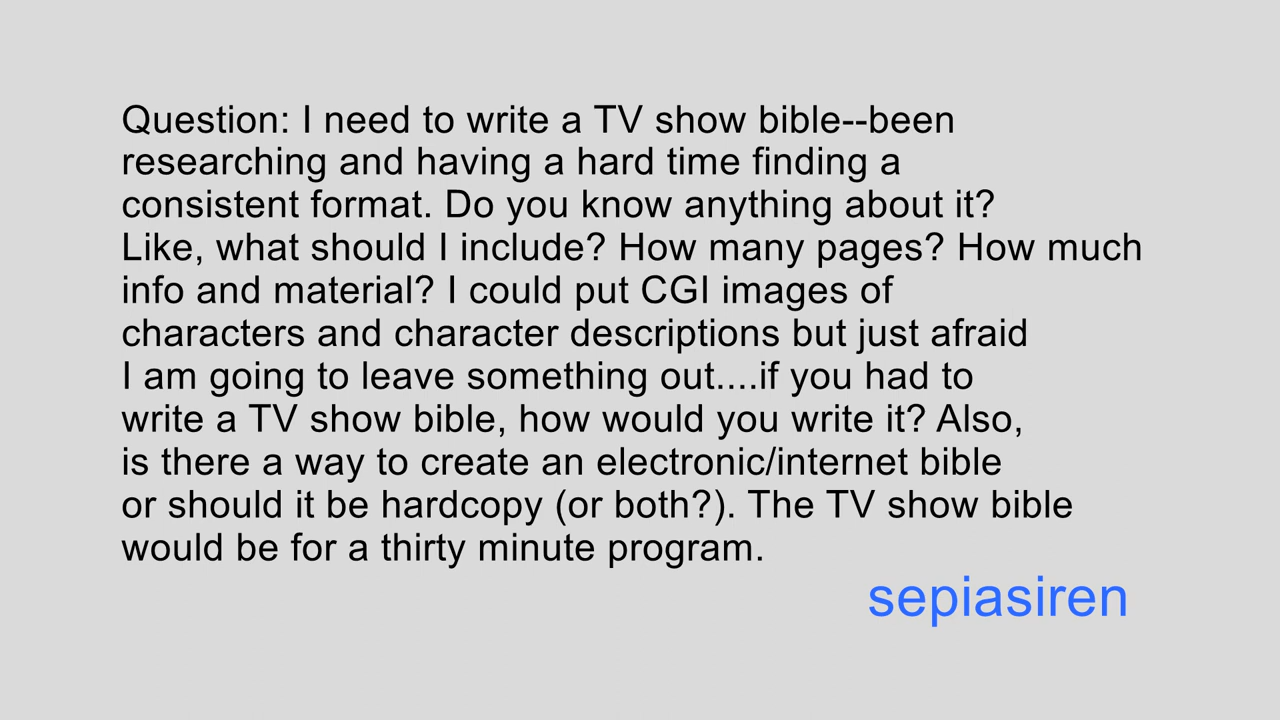 Question: I need to write a TV show bible--been
researching and having a hard time finding a
consistent format. Do you know anything about it?
Like, what should I include? How many pages? How much
info and material? I could put CGI images of
characters and character descriptions but just afraid
I am going to leave something out....if you had to
write a TV show bible, how would you write it? Also,
is there a way to create an electronic/internet bible
or should it be hardcopy (or both?). The TV show bible
would be for a thirty minute program.
sepiasiren